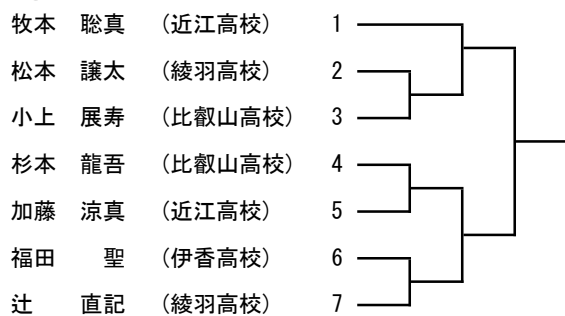 牧本　聡真　（近江高校）　1
松本　譲太　（綾羽高校）　2
小上　展寿　（比叡山高校）　3
杉本　龍吾　（比叡山高校）　4
加藤　涼真　（近江高校）　5
福田　　聖　（伊香高校）　6
辻　　直記　（綾羽高校）　7